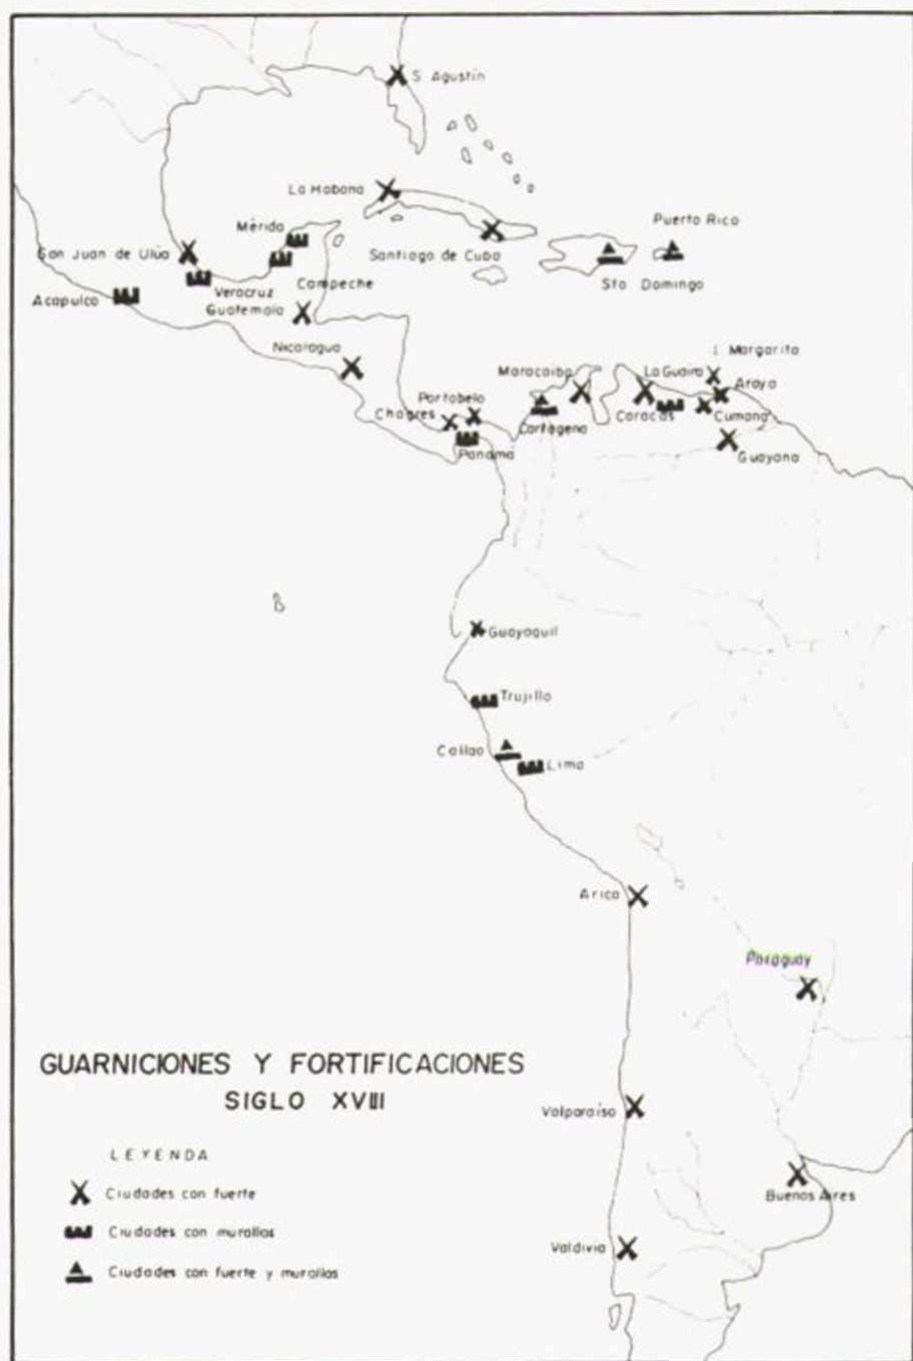 S. Agustín
La Habana
Puerto Rico
Mérida
San Juan de Ulúa
Santiago de Cuba
Campeche
Sto. Domingo
Veracruz
Acapulco
Guatemala
Nicaragua
I. Margarita
Maracaibo
La Guaira
Araya
Portobelo
Chagres
Caracas
Cumana
Cartagena
Panamá
Guayana
Guayaquil
Trujillo
Callao
Lima
Arica
Paraguay
GUARNICIONES Y FORTIFICACIONES
SIGLO XVIII
Valparaíso
LEYENDA
Ciudades con fuerte
Buenos Aires
Ciudades con murallas
Valdivia
Ciudades con fuerte y murallas